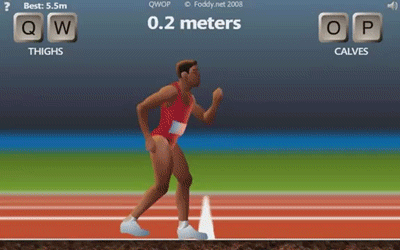 ? Best: 5.5m QWOP © Foddy.net 2008
Q W 0.2 meters O P
THIGHS CALVES